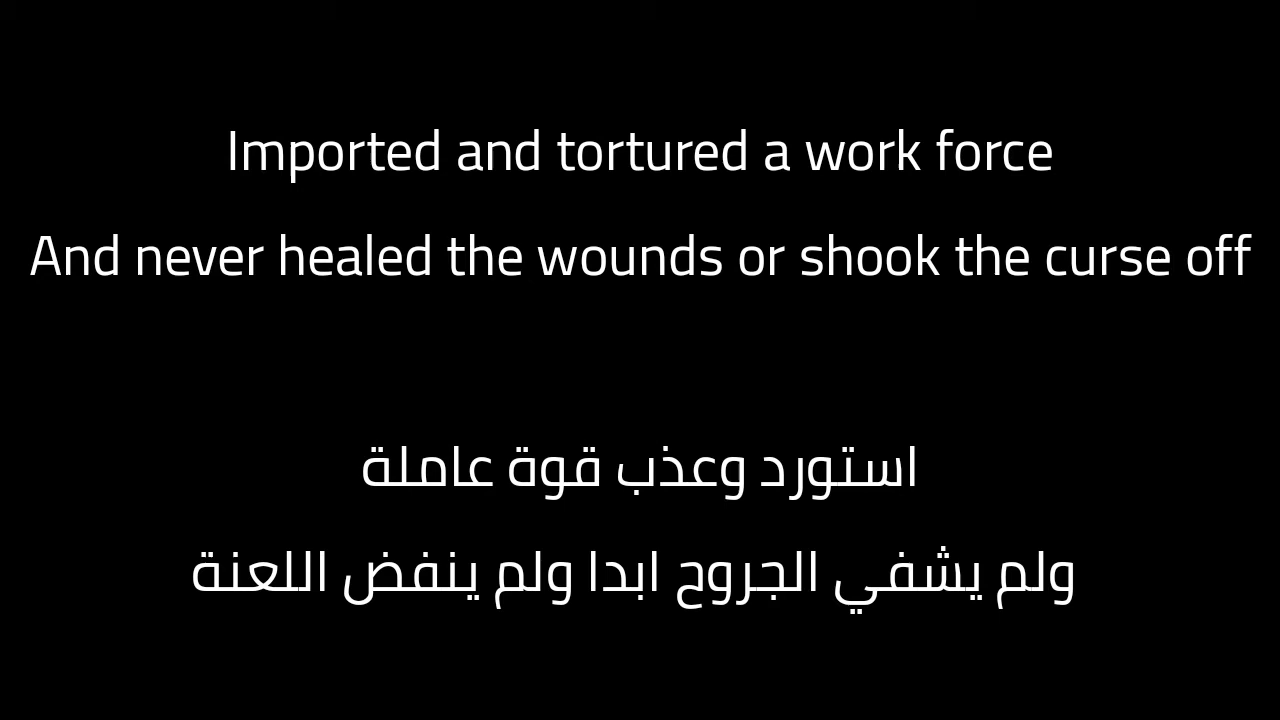 Imported and tortured a work force
And never healed the wounds or shook the curse off
استورد وعذب قوة عاملة
ولم يشفي الجروح ابدا ولم ينفض اللعنة